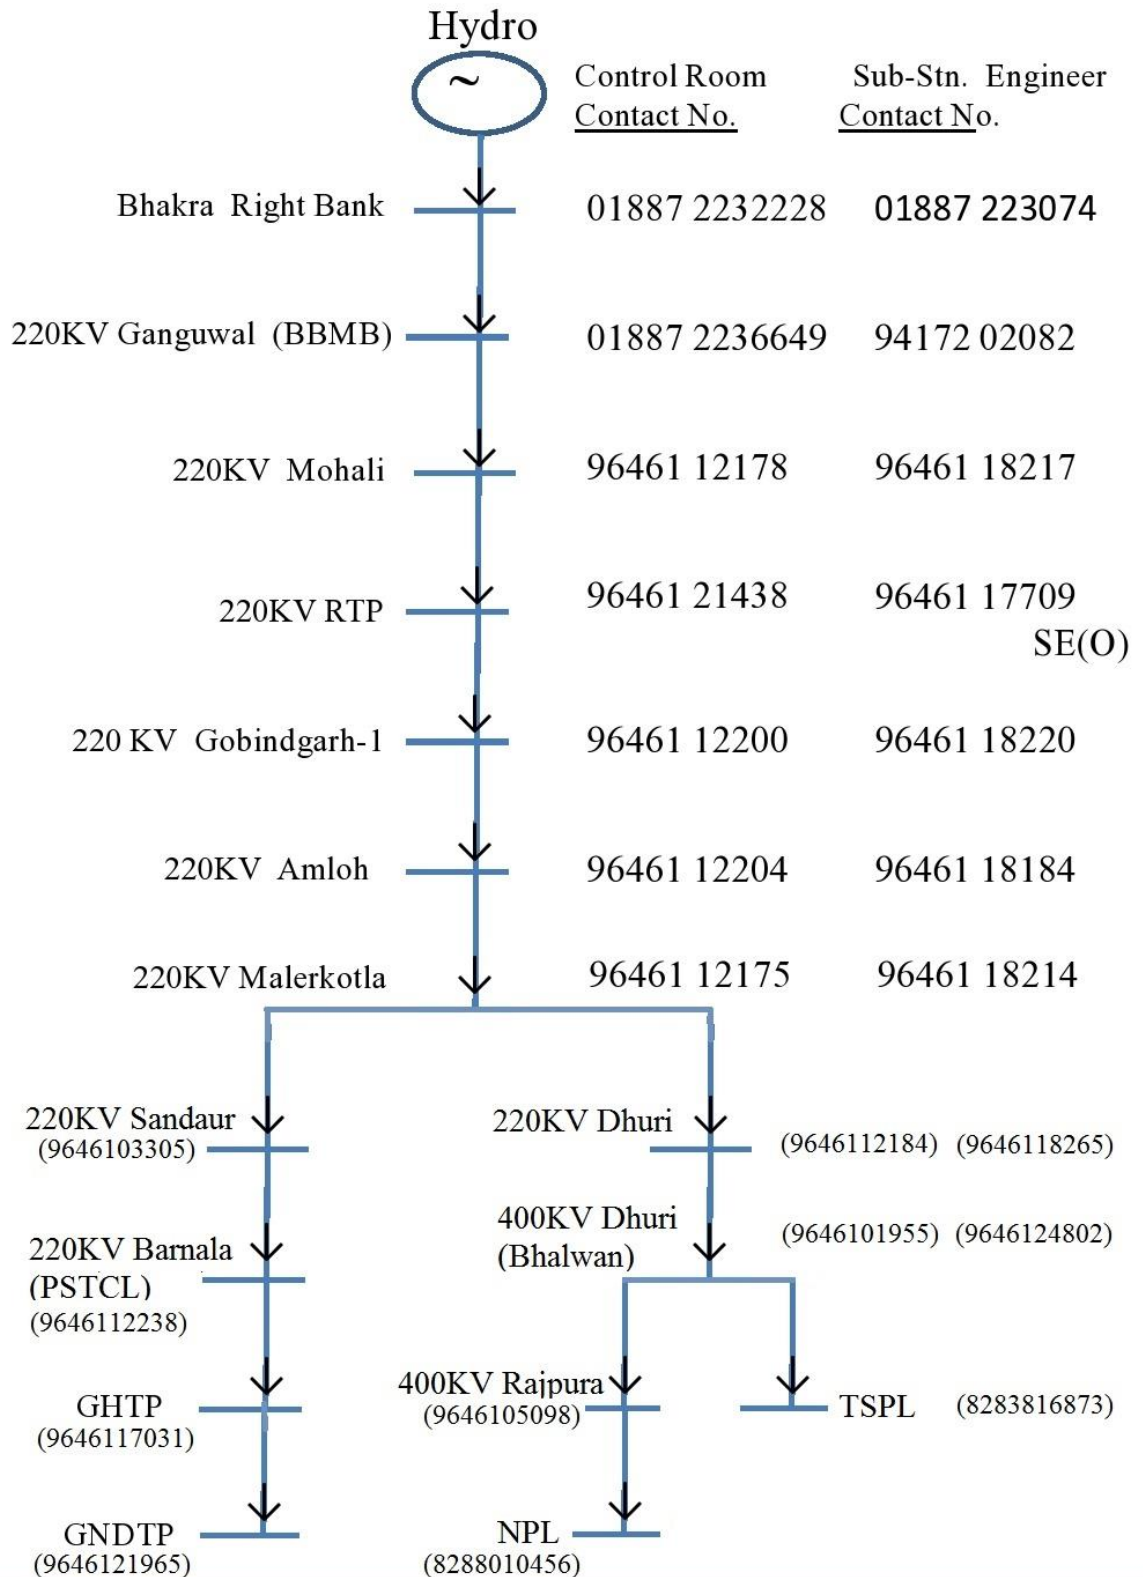 Hydro
~
Control Room Sub-Stn. Engineer
Contact No. Contact No.
Bhakra Right Bank 01887 2232228 01887 223074
220KV Ganguwal (BBMB) 01887 2236649 94172 02082
220KV Mohali 96461 12178 96461 18217
220KV RTP 96461 21438 96461 17709
SE(O)
220 KV Gobindgarh-1 96461 12200 96461 18220
220KV Amloh 96461 12204 96461 18184
220KV Malerkotla 96461 12175 96461 18214
220KV Sandaur 220KV Dhuri
(9646103305) (9646112184) (9646118265)
400KV Dhuri (9646101955) (9646124802)
220KV Barnala (Bhalwan)
(PSTCL)
(9646112238)
GHTP 400KV Rajpura TSPL (8283816873)
(9646117031) (9646105098)
GNDTP NPL
(9646121965) (8288010456)